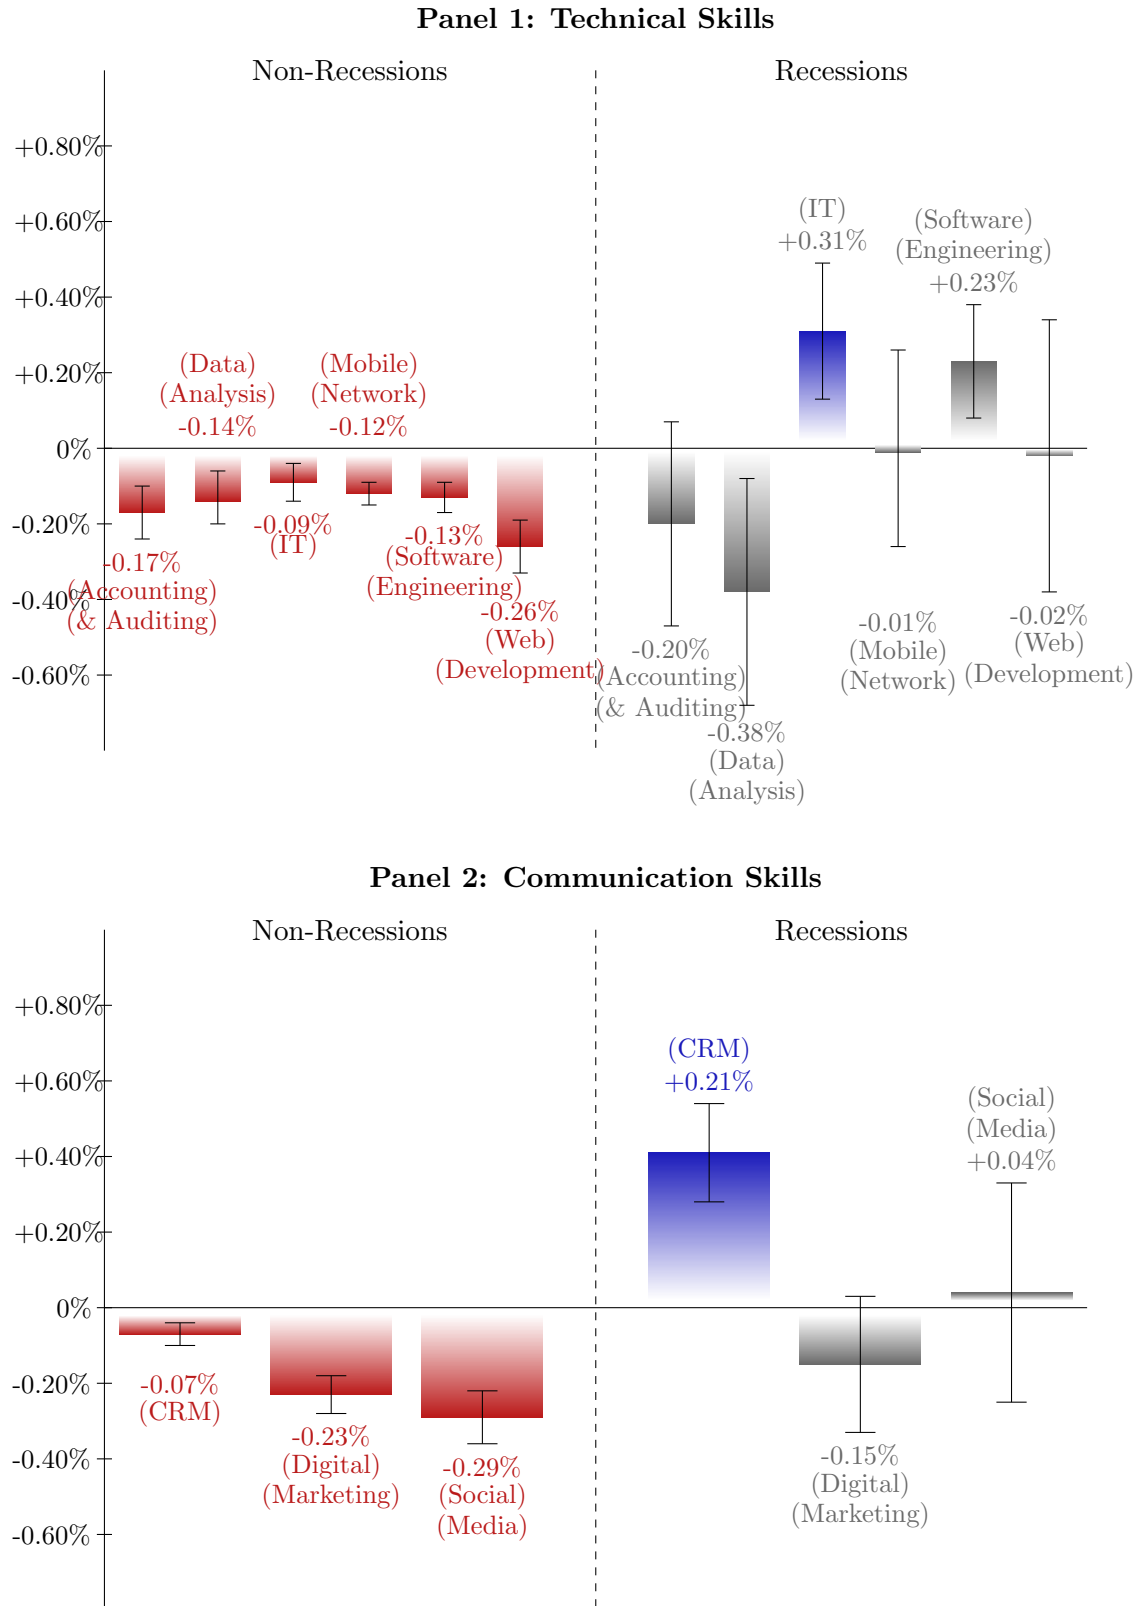 Panel 1: Technical Skills
Non-Recessions
Recessions
+0.80%
+0.60%
+0.40%
+0.20%
0%
-0.20%
-0.40%
-0.60%
-0.17%
(Accounting)
(& Auditing)
(Data)
(Analysis)
-0.14%
-0.09%
(IT)
(Mobile)
(Network)
-0.12%
-0.13%
(Software)
(Engineering)
-0.26%
(Web)
(Development)
-0.20%
(Accounting)
(& Auditing)
-0.38%
(Data)
(Analysis)
(IT)
+0.31%
-0.01%
(Mobile)
(Network)
(Software)
(Engineering)
+0.23%
-0.02%
(Web)
(Development)
Panel 2: Communication Skills
Non-Recessions
Recessions
+0.80%
+0.60%
+0.40%
+0.20%
0%
-0.20%
-0.40%
-0.60%
-0.07%
(CRM)
-0.23%
(Digital)
(Marketing)
-0.29%
(Social)
(Media)
(CRM)
+0.21%
-0.15%
(Digital)
(Marketing)
(Social)
(Media)
+0.04%